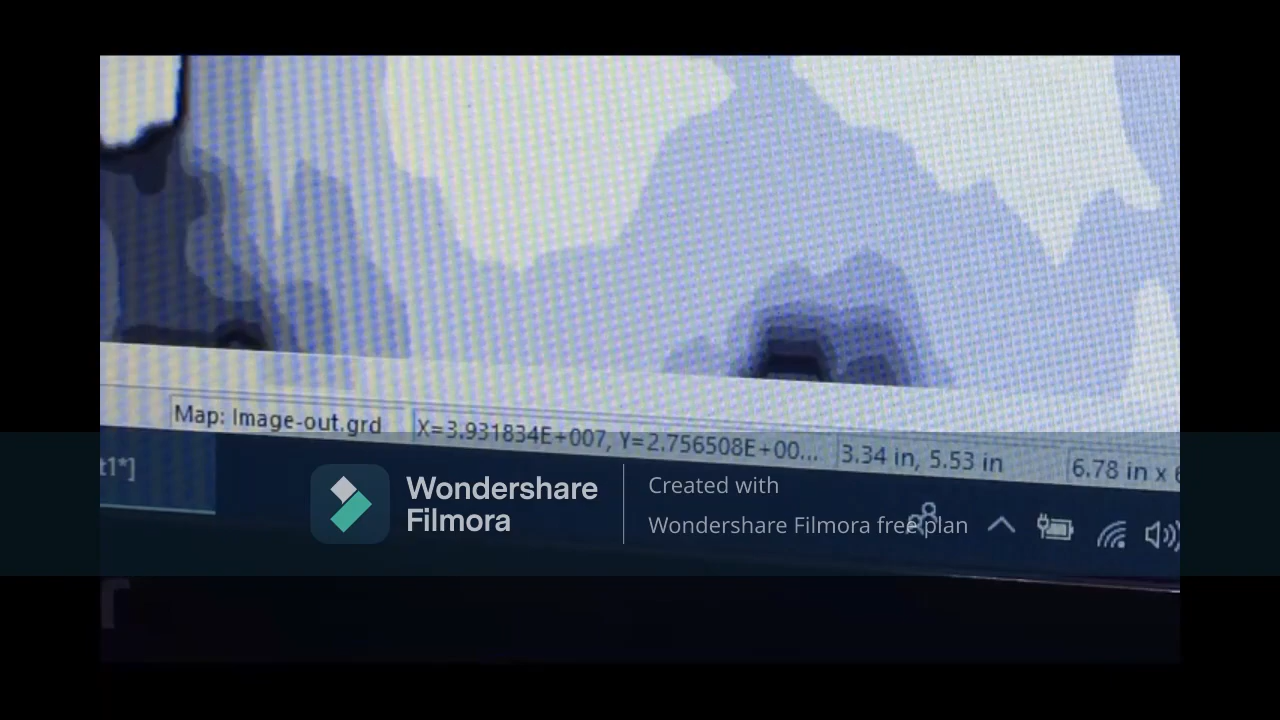 Map: Image-out.grd
X=3.931834E+007, Y=2.756508E+00...
3.34 in, 5.53 in
6.78 in x
t1*]
Wondershare
Filmora
Created with
Wondershare Filmora free plan